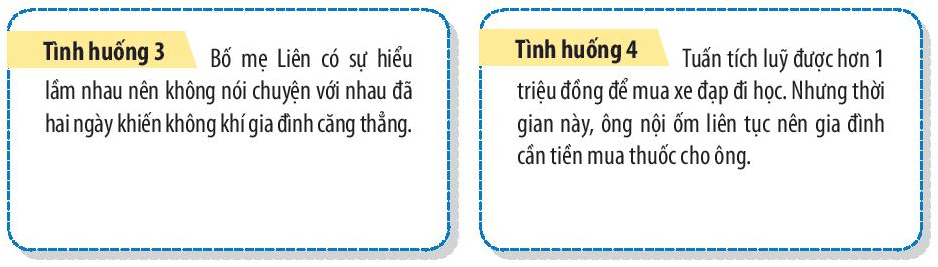 Tình huống 3 Bố mẹ Liên có sự hiểu
lầm nhau nên không nói chuyện với nhau đã
hai ngày khiến không khí gia đình căng thẳng.
Tình huống 4 Tuấn tích luỹ được hơn 1
triệu đồng để mua xe đạp đi học. Nhưng thời
gian này, ông nội ốm liên tục nên gia đình
cần tiền mua thuốc cho ông.